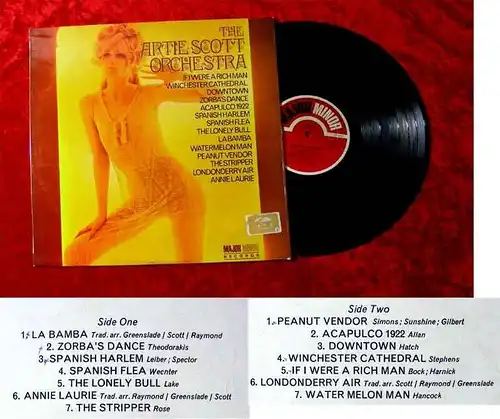 THE
ARTIE SCOTT
ORCHESTRA
IF I WERE A RICH MAN
WINCHESTER CATHEDRAL
DOWNTOWN
ZORBA'S DANCE
ACAPULCO 1922
SPANISH HARLEM
SPANISH FLEA
THE LONELY BULL
LA BAMBA
WATERMELON MAN
PEANUT VENDOR
THE STRIPPER
LONDONDERRY AIR
ANNIE LAURIE
MAJOR MINOR
RECORDS
MAJOR MINOR
Side One
1. LA BAMBA Trad. arr. Greenslade / Scott / Raymond
2. ZORBA'S DANCE Theodorakis
3. SPANISH HARLEM Leiber; Spector
4. SPANISH FLEA Wechter
5. THE LONELY BULL Lake
6. ANNIE LAURIE Trad. arr. Raymond / Greenslade / Scott
7. THE STRIPPER Rose
Side Two
1. PEANUT VENDOR Simons; Sunshine; Gilbert
2. ACAPULCO 1922 Allan
3. DOWNTOWN Hatch
4. WINCHESTER CATHEDRAL Stephens
5. IF I WERE A RICH MAN Bock; Harnick
6. LONDONDERRY AIR Trad. arr. Scott / Raymond / Greenslade
7. WATER MELON MAN Hancock